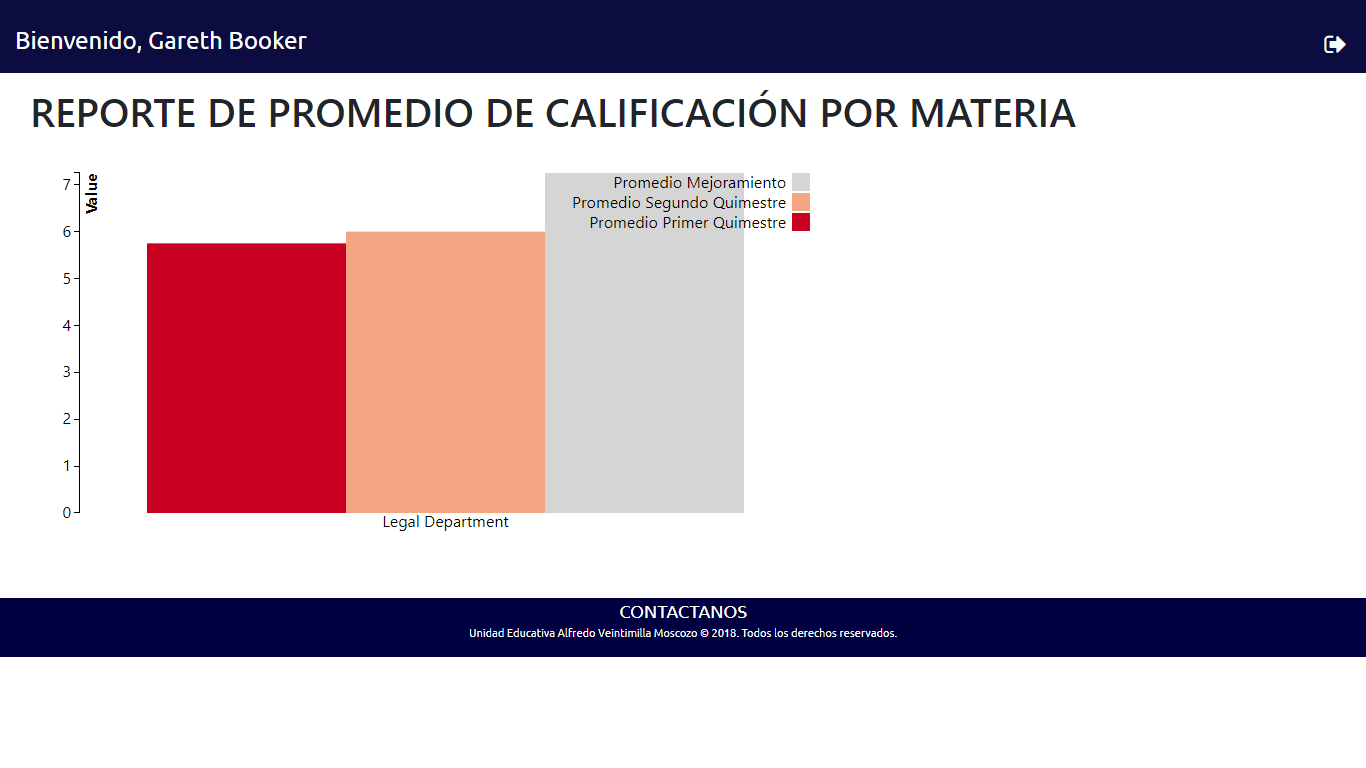 Bienvenido, Gareth Booker
REPORTE DE PROMEDIO DE CALIFICACIÓN POR MATERIA
Value
7
6
5
4
3
2
1
0
Promedio Mejoramiento
Promedio Segundo Quimestre
Promedio Primer Quimestre
Legal Department
CONTACTANOS
Unidad Educativa Alfredo Veintimilla Moscozo © 2018. Todos los derechos reservados.